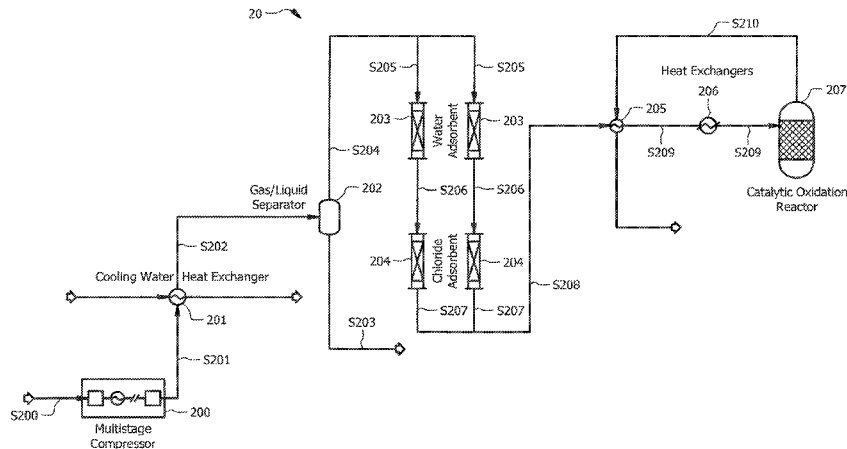 20
S210
S205
S205
Heat Exchangers
207
206
203
Water
Adsorbent
203
205
S204
S209
S209
Gas/Liquid
Separator
202
S206
S206
Catalytic Oxidation
Reactor
S202
204
Chloride
Adsorbent
204
S208
Cooling Water Heat Exchanger
201
S207
S207
S203
S201
S200
200
Multistage
Compressor